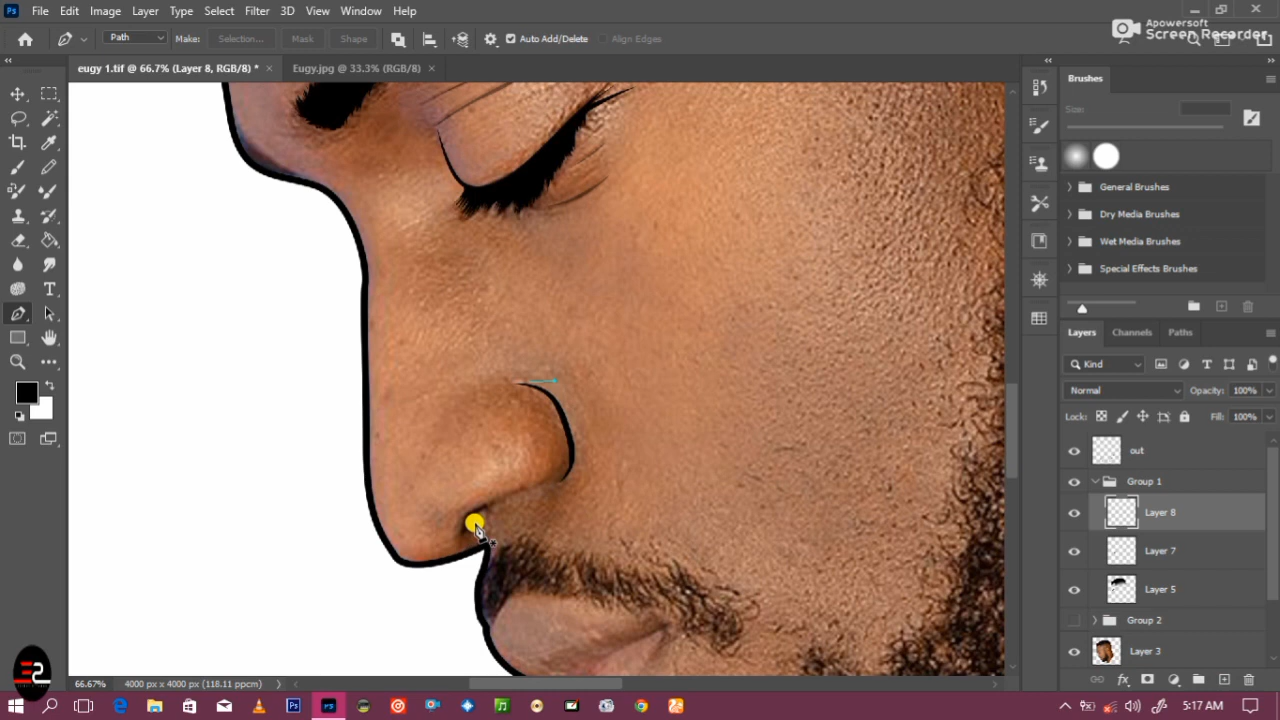 File Edit Image Layer Type Select Filter 3D View Window Help
Apowersoft
Screen Recorder
Path Make: Selection... Mask Shape Auto Add/Delete Align Edges
eugy 1.tif @ 66.7% (Layer 8, RGB/8) * × Eugy.jpg @ 33.3% (RGB/8) ×
Brushes
Size:
General Brushes
Dry Media Brushes
Wet Media Brushes
Special Effects Brushes
Layers Channels Paths
Kind
Normal Opacity: 100%
Lock: Fill: 100%
out
Group 1
Layer 8
Layer 7
Layer 5
Group 2
Layer 3
66.67% 4000 px x 4000 px (118.11 ppcm)
5:17 AM